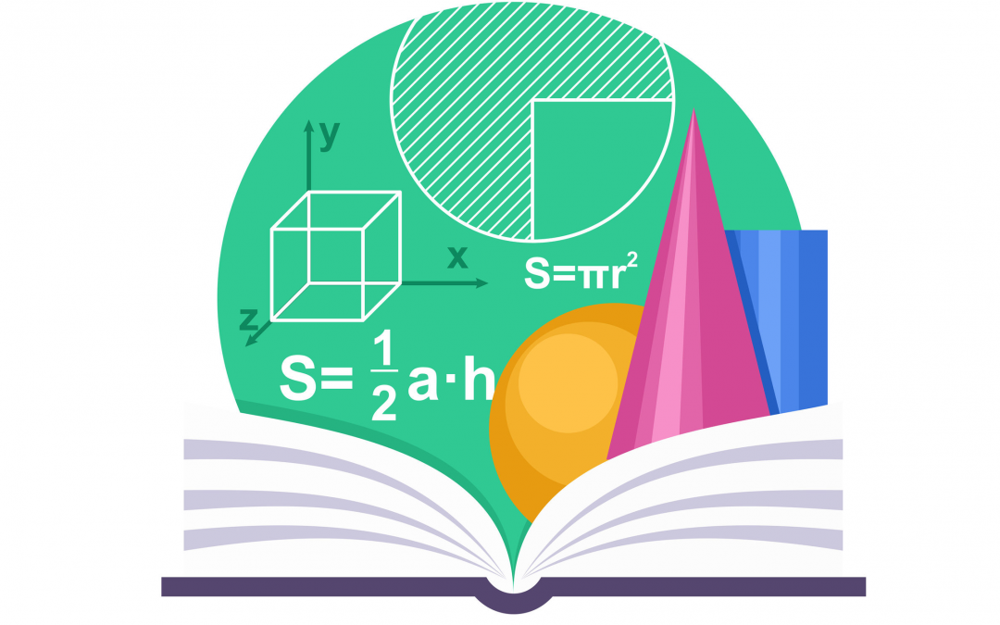 y
x
S=πr²
z
S= 1/2 a·h